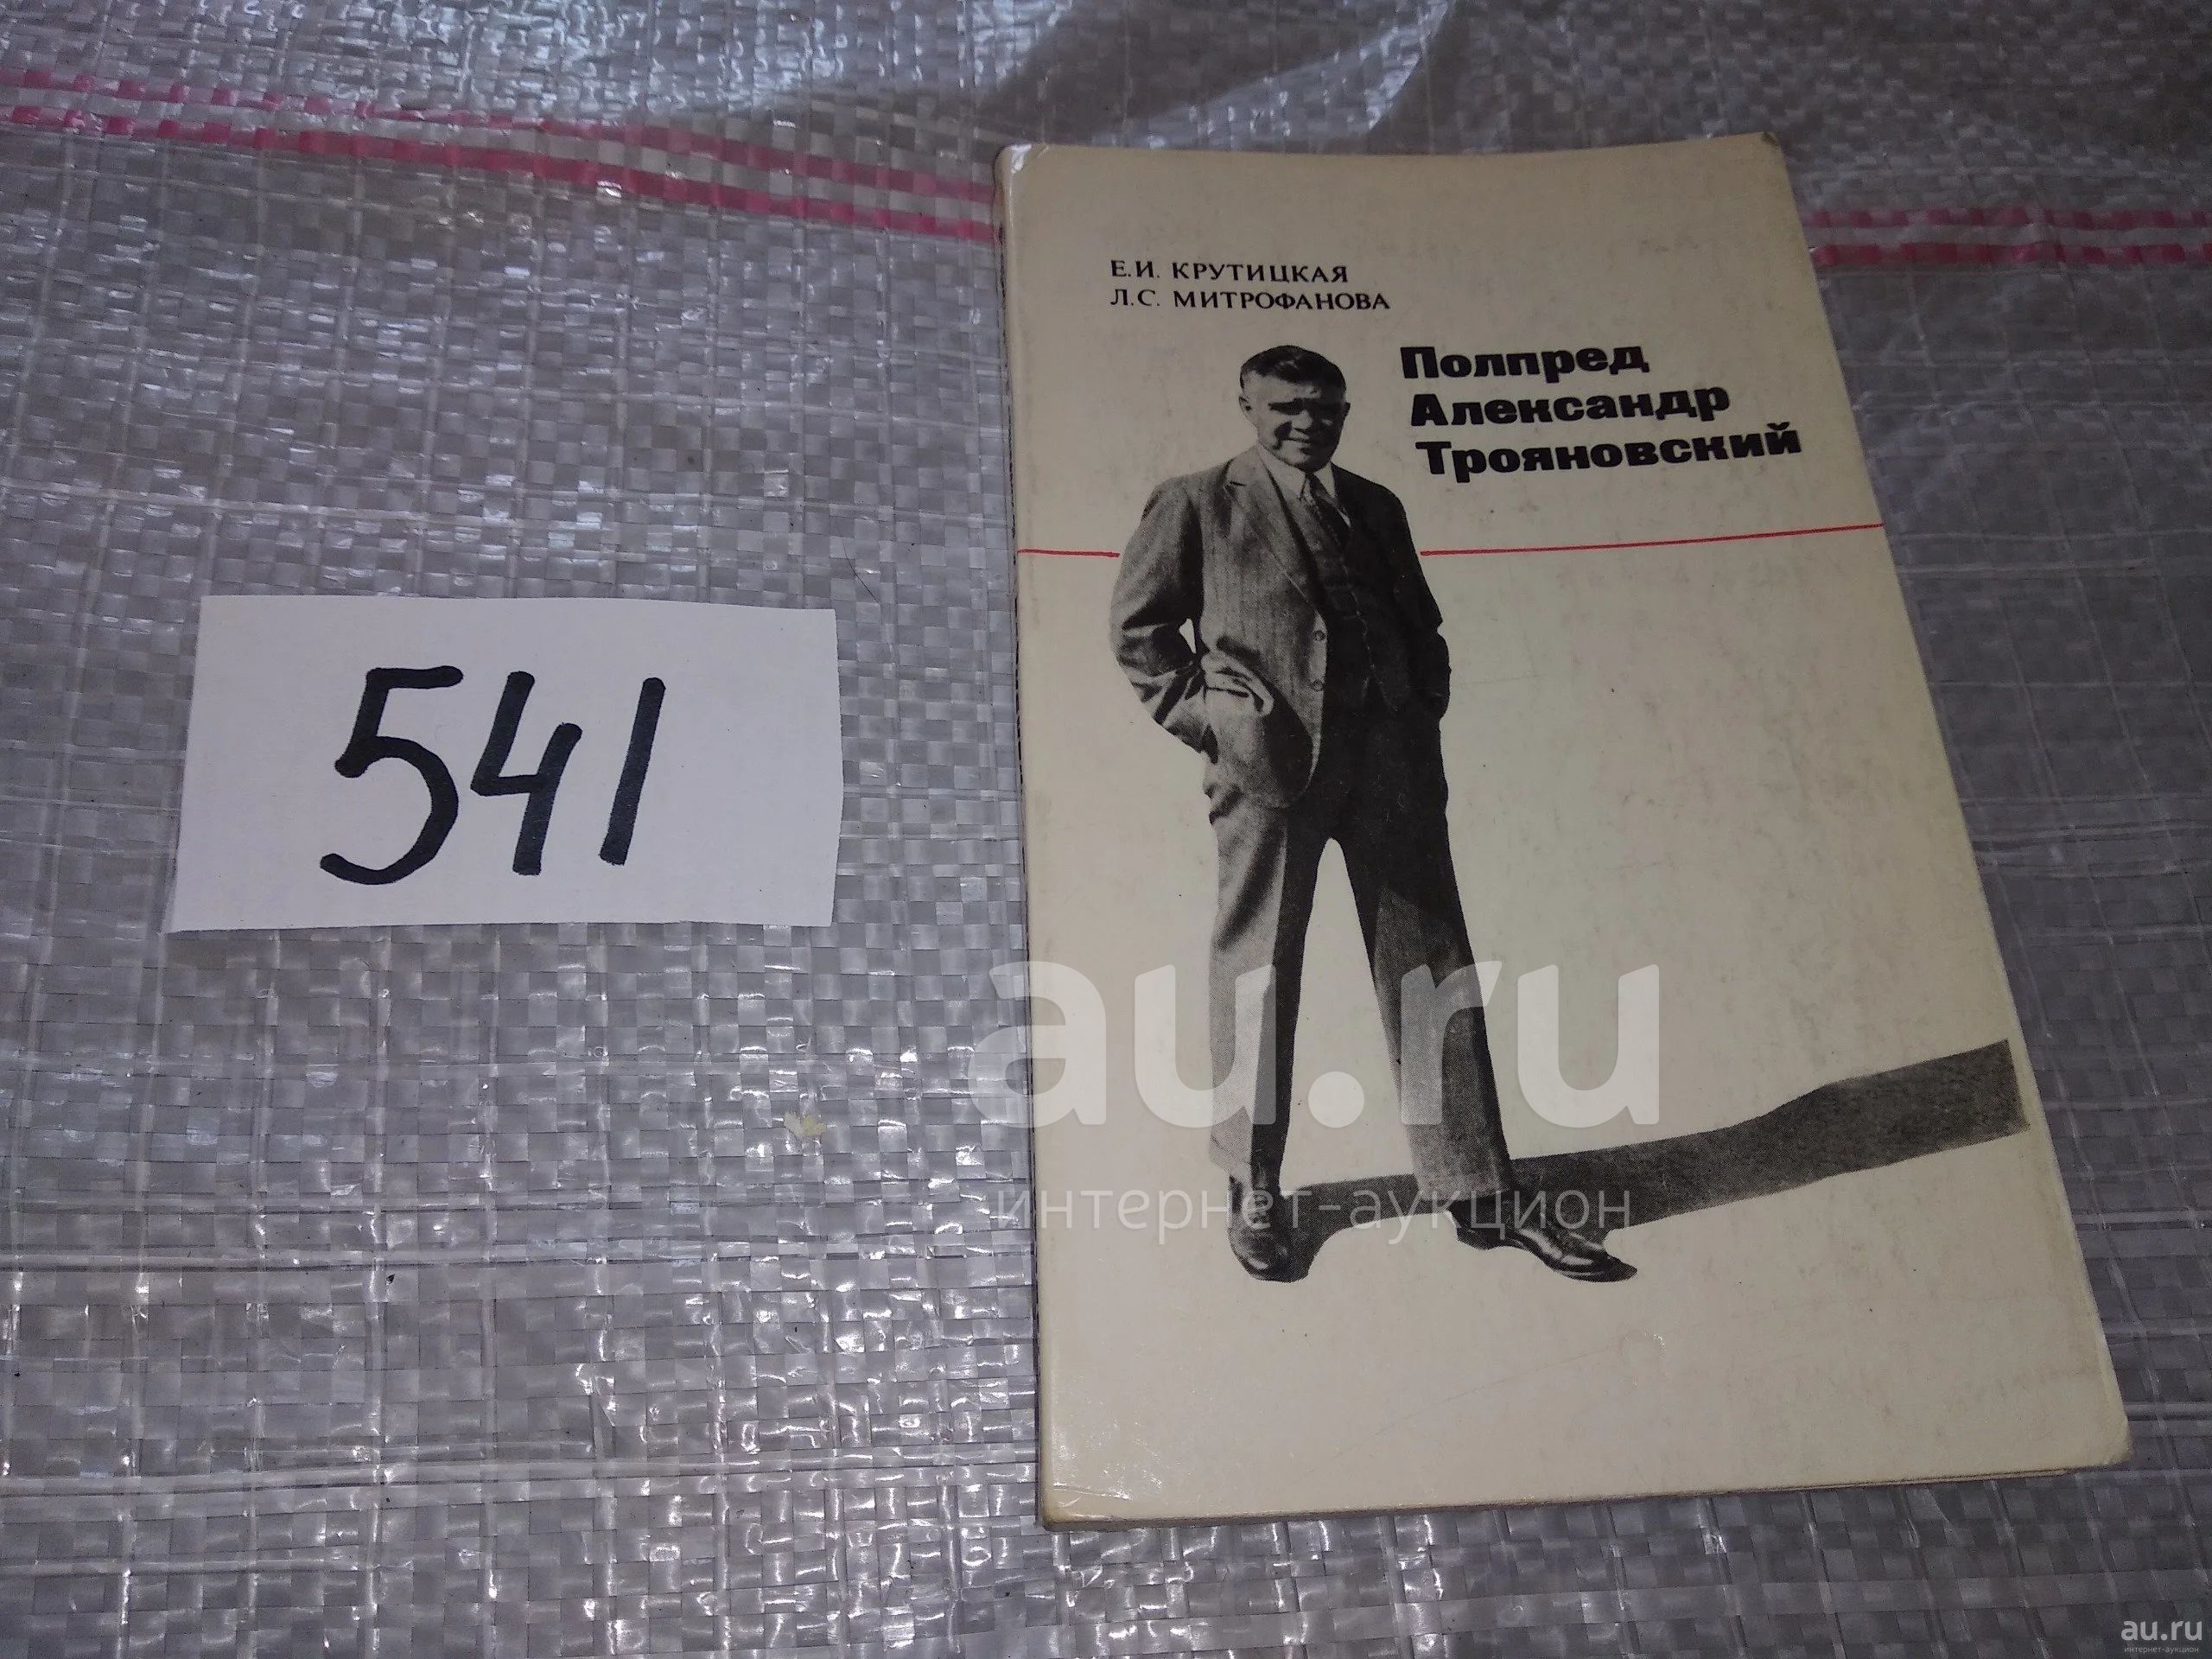 Е.И. КРУТИЦКАЯ
Л.С. МИТРОФАНОВА
Полпред
Александр
Трояновский
541
au.ru
интернет-аукцион
au.ru
интернет-аукцион